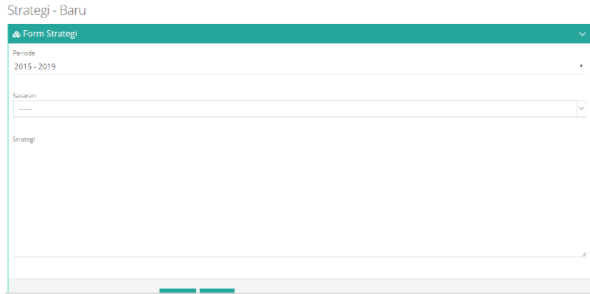 Strategi - Baru
Form Strategi
Periode
2015 - 2019
Sasaran
-----
Strategi